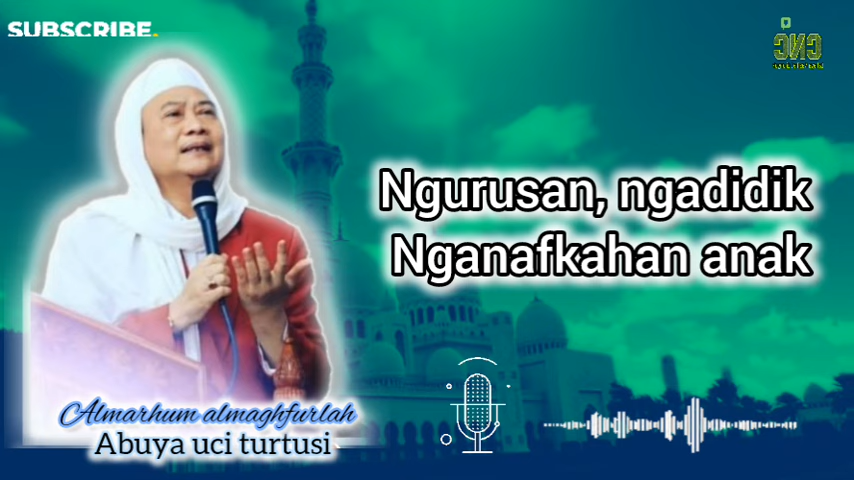 SUBSCRIBE.
Ngurusan, ngadidik
Nganafkahan anak
Almarhum almaghfurlah
Abuya uci turtusi